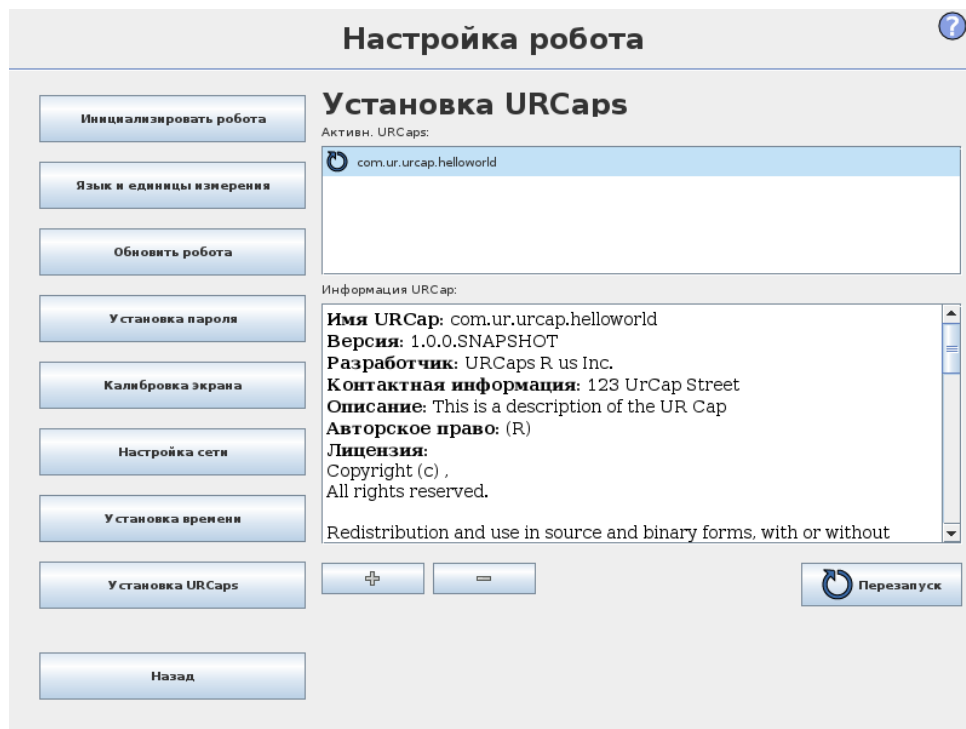 Настройка робота
?
Инициализировать робота
Язык и единицы измерения
Обновить робота
Установка пароля
Калибровка экрана
Настройка сети
Установка времени
Установка URCaps
Назад
Установка URCaps
Активн. URCaps:
com.ur.urcap.helloworld
Информация URCap:
Имя URCap: com.ur.urcap.helloworld
Версия: 1.0.0.SNAPSHOT
Разработчик: URCaps R us Inc.
Контактная информация: 123 UrCap Street
Описание: This is a description of the UR Cap
Авторское право: (R)
Лицензия:
Copyright (c) ,
All rights reserved.
Redistribution and use in source and binary forms, with or without
Перезапуск